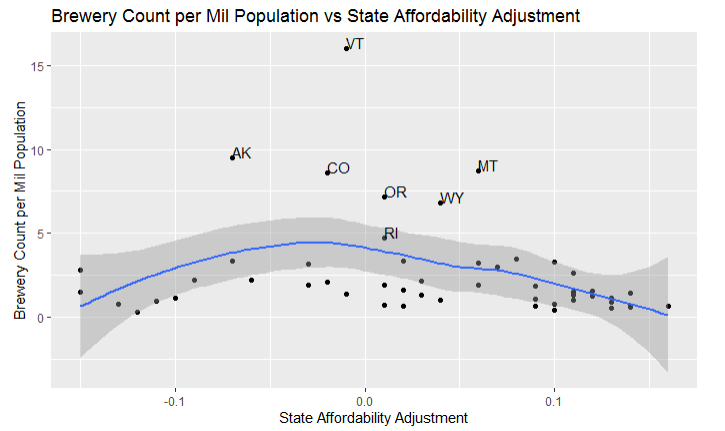 Brewery Count per Mil Population vs State Affordability Adjustment
VT
15
AK
10
CO
MT
OR
WY
RI
5
0
-0.1
0.0
0.1
State Affordability Adjustment
Brewery Count per Mil Population